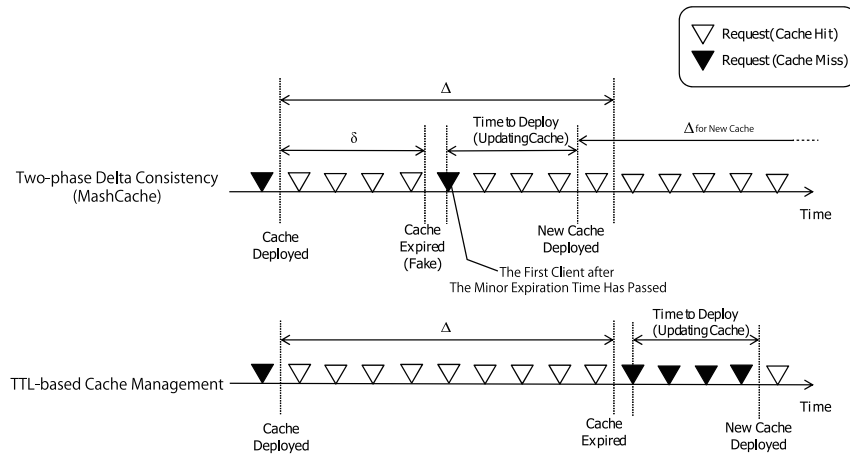 Request(Cache Hit)
Request (Cache Miss)
Δ
Time to Deploy
(UpdatingCache)
Δ for New Cache
δ
Two-phase Delta Consistency
(MashCache)
Time
Cache
Deployed
Cache
Expired
(Fake)
New Cache
Deployed
The First Client after
The Minor Expiration Time Has Passed
Δ
Time to Deploy
(UpdatingCache)
TTL-based Cache Management
Time
Cache
Deployed
Cache
Expired
New Cache
Deployed